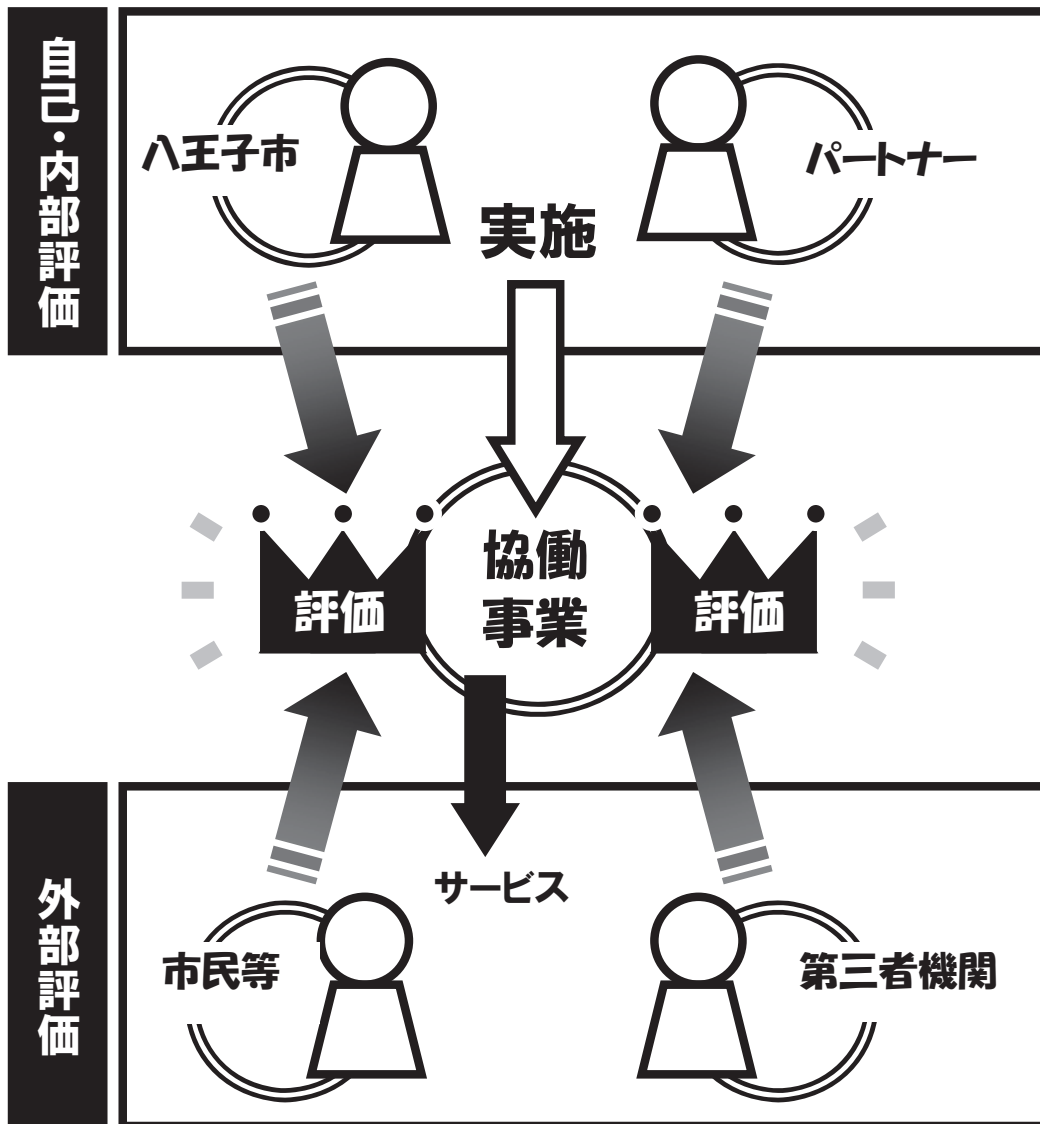 自己・内部評価
八王子市
パートナー
実施
協働
事業
評価
評価
サービス
外部評価
市民等
第三者機関